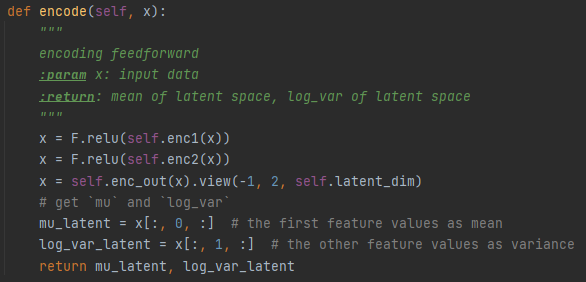 def encode(self, x):
    """
    encoding feedforward
    :param x: input data
    :return: mean of latent space, log_var of latent space
    """
    x = F.relu(self.enc1(x))
    x = F.relu(self.enc2(x))
    x = self.enc_out(x).view(-1, 2, self.latent_dim)
    # get `mu` and `log_var`
    mu_latent = x[:, 0, :]  # the first feature values as mean
    log_var_latent = x[:, 1, :]  # the other feature values as variance
    return mu_latent, log_var_latent